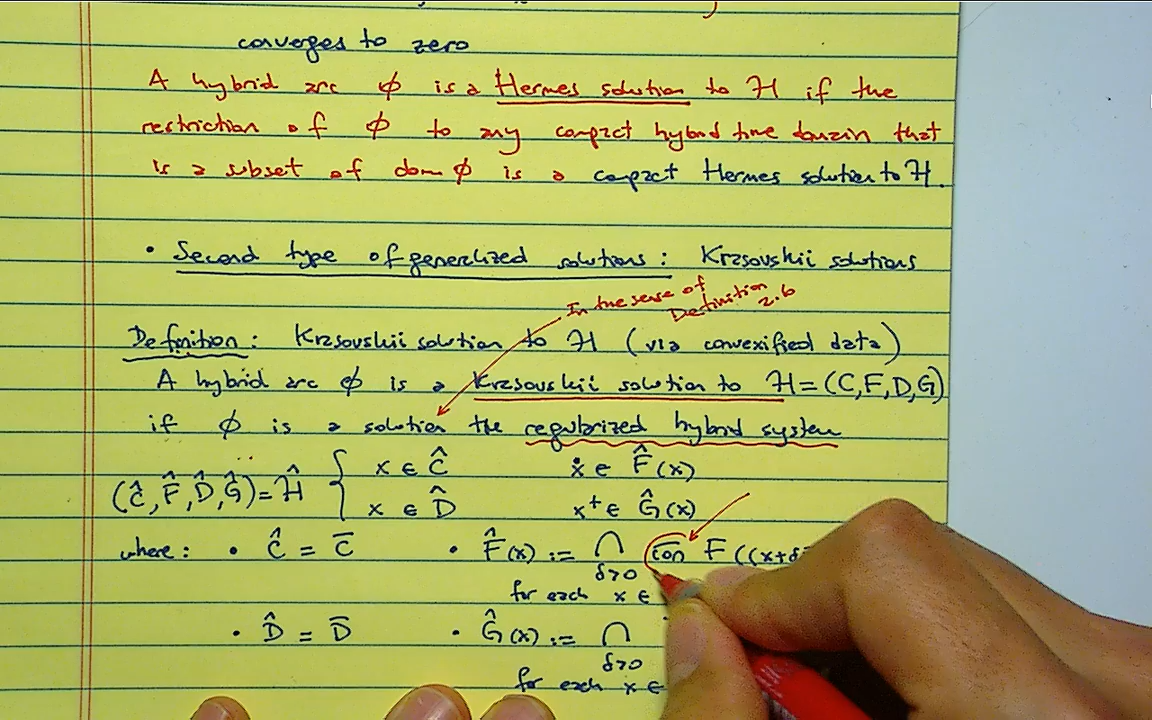 converges to zero
A hybrid arc ϕ is a Hermes solution to H if the
restriction of ϕ to any compact hybrid time domain that
is a subset of dom ϕ is a compact Hermes solution to H.
• Second type of generalized solutions: Krasovskii solutions
In the sense of
Definition 2.6
Definition: Krasovskii solution to H (via convexified data)
A hybrid arc ϕ is a Krasovskii solution to H=(C,F,D,G)
if ϕ is a solution the regularized hybrid system
(Ĉ,F̂,D̂,Ĝ)=Ĥ { x ∈ Ĉ ẋ ∈ F̂(x)
x ∈ D̂ x⁺ ∈ Ĝ(x)
where: • Ĉ = C̅ • F̂(x) := ∩ c̅o̅n̅ F((x+δ
δ>0
for each x ∈
• D̂ = D̅ • Ĝ(x) := ∩
δ>0
for each x ∈